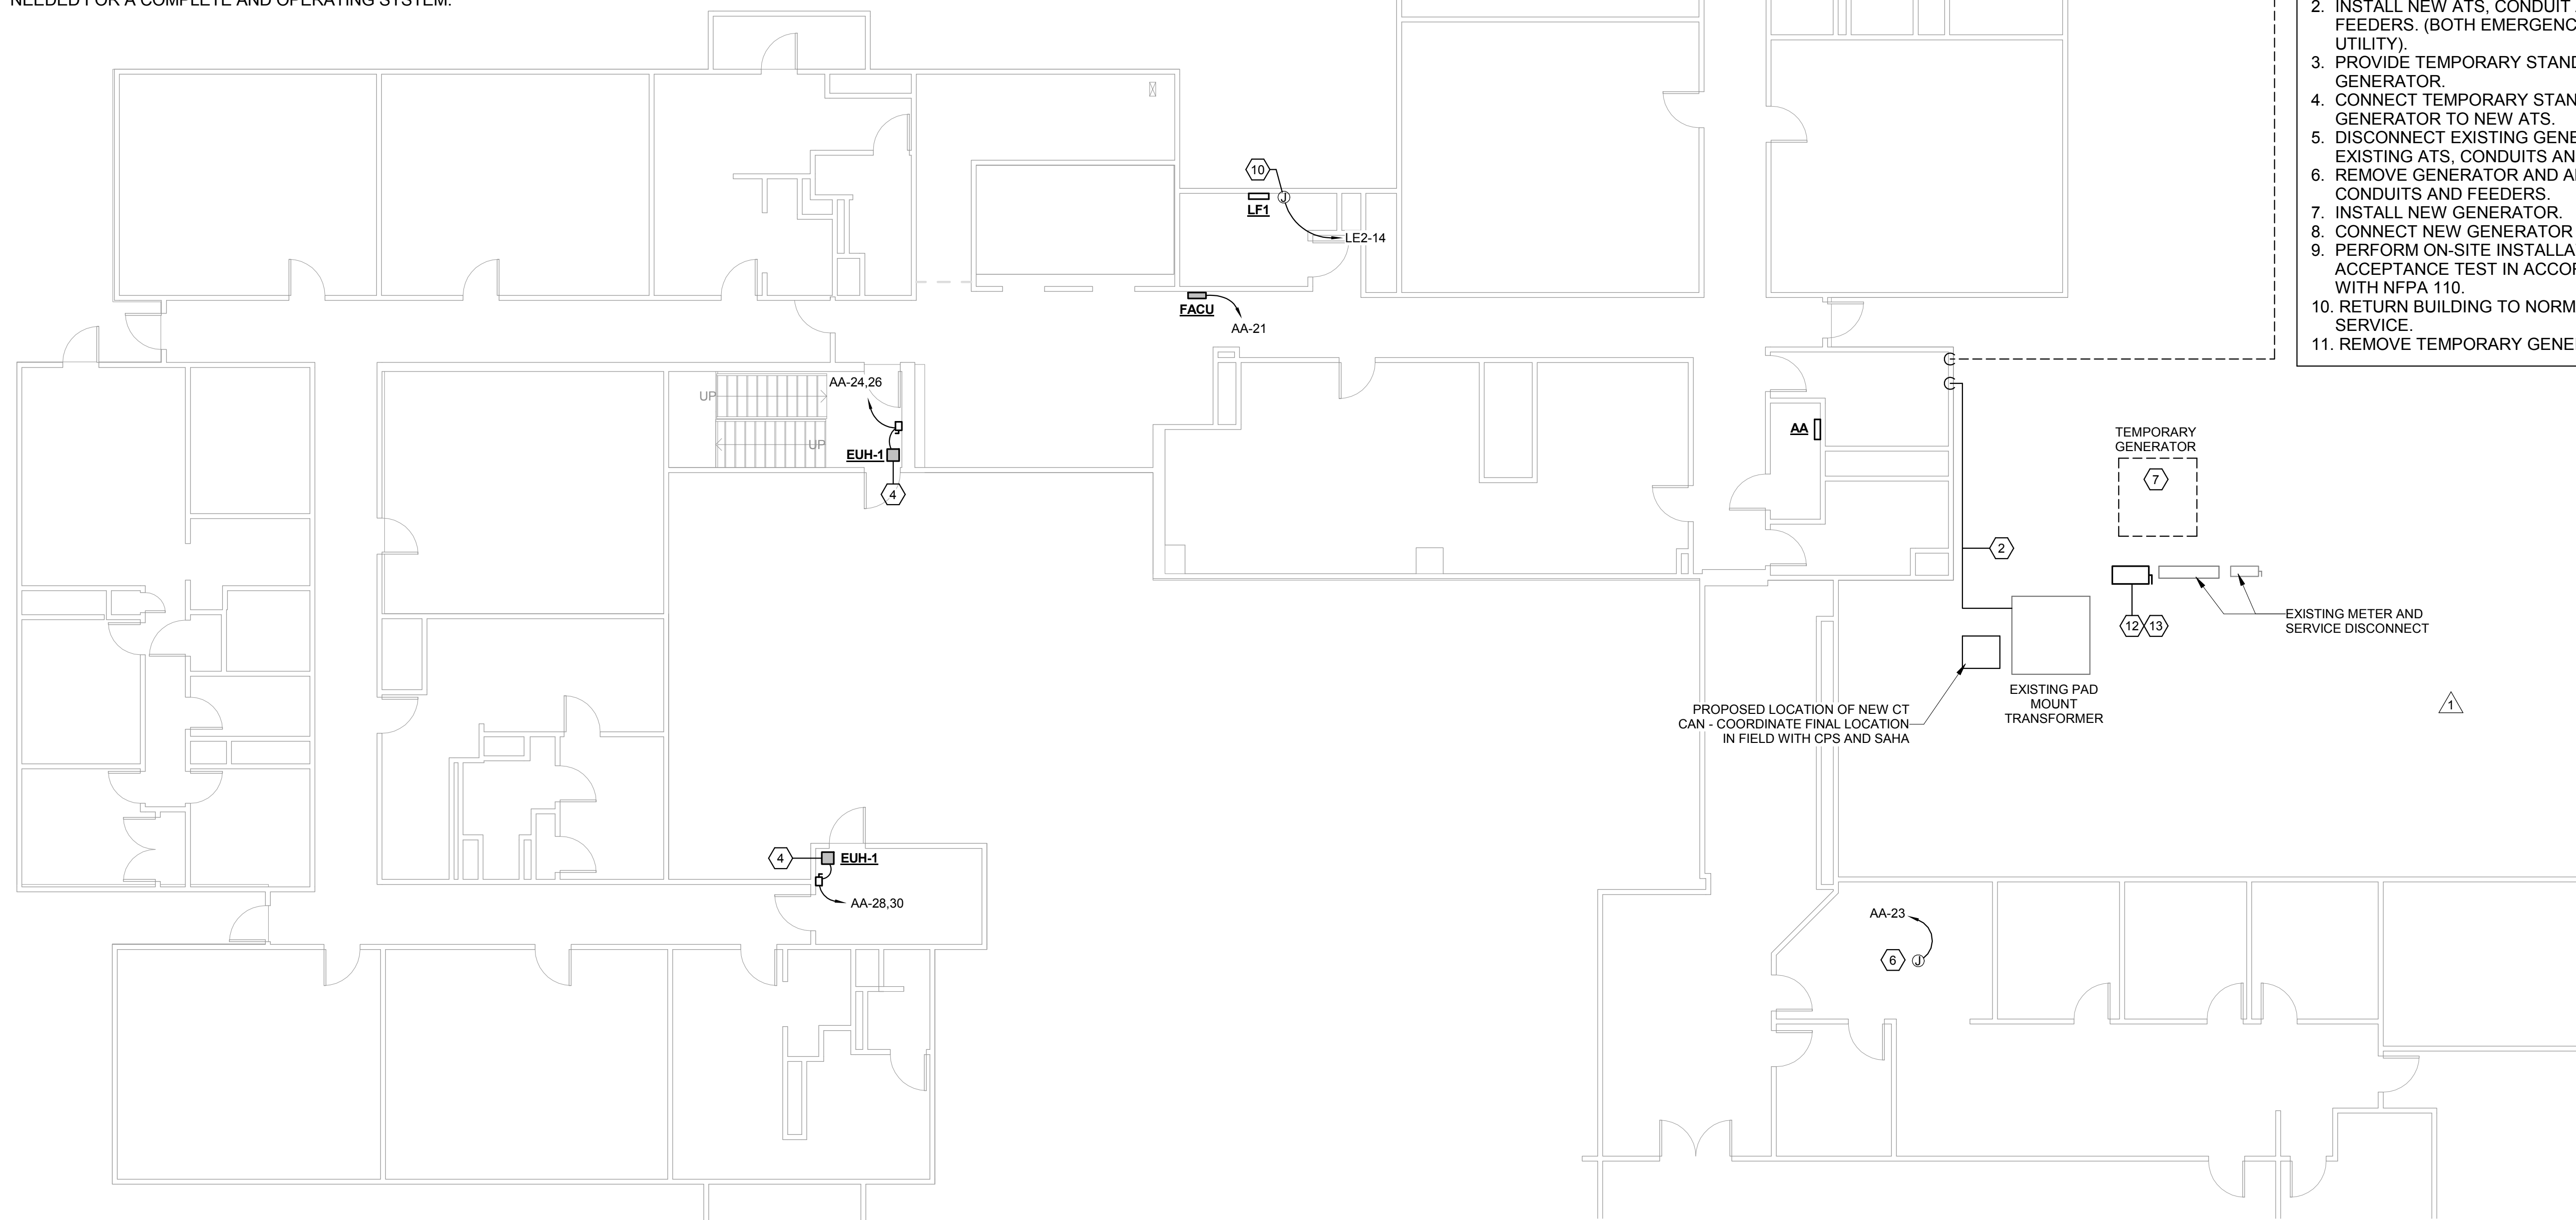 NEEDED FOR A COMPLETE AND OPERATING SYSTEM.
2. INSTALL NEW ATS, CONDUIT
FEEDERS. (BOTH EMERGENC
UTILITY).
3. PROVIDE TEMPORARY STAND
GENERATOR.
4. CONNECT TEMPORARY STAN
GENERATOR TO NEW ATS.
5. DISCONNECT EXISTING GENE
EXISTING ATS, CONDUITS AN
6. REMOVE GENERATOR AND A
CONDUITS AND FEEDERS.
7. INSTALL NEW GENERATOR.
8. CONNECT NEW GENERATOR
9. PERFORM ON-SITE INSTALLA
ACCEPTANCE TEST IN ACCOR
WITH NFPA 110.
10. RETURN BUILDING TO NORM
SERVICE.
11. REMOVE TEMPORARY GENE
10
J
LF1
LE2-14
FACU
AA-21
AA-24,26
UP
UP
EUH-1
4
AA
TEMPORARY
GENERATOR
7
2
12
13
EXISTING METER AND
SERVICE DISCONNECT
EXISTING PAD
MOUNT
TRANSFORMER
PROPOSED LOCATION OF NEW CT
CAN - COORDINATE FINAL LOCATION
IN FIELD WITH CPS AND SAHA
1
4
EUH-1
AA-28,30
AA-23
6
J